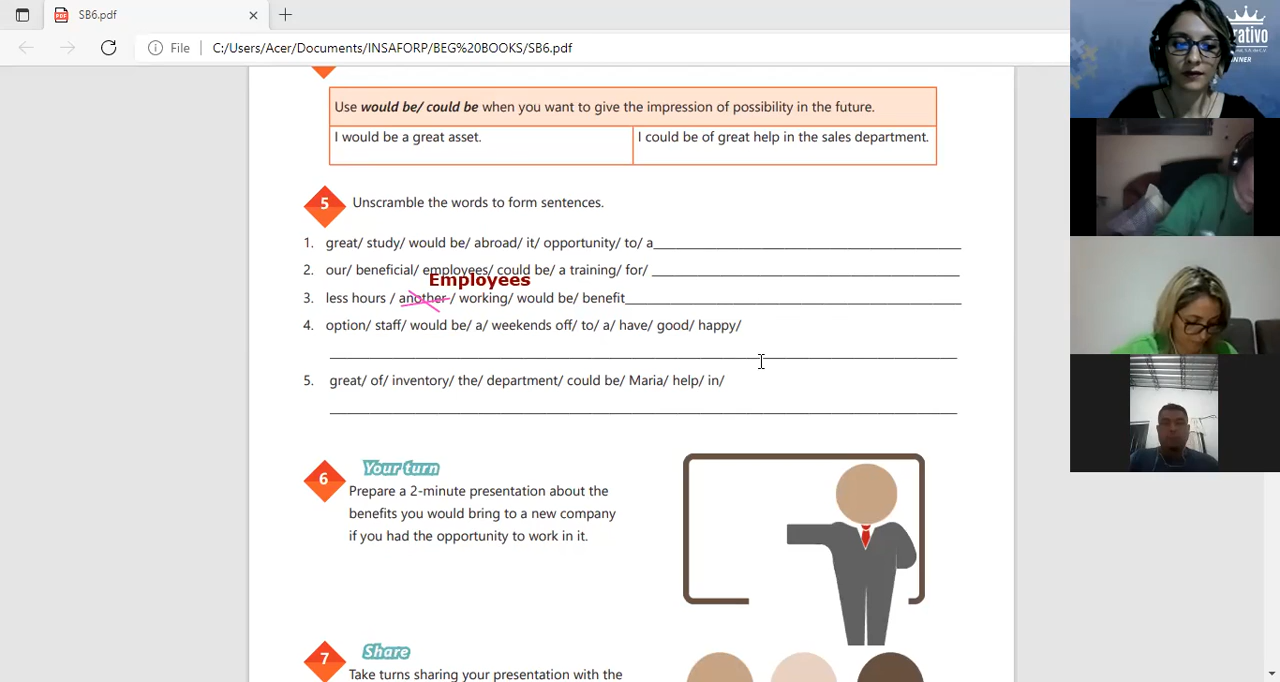 SB6.pdf
File C:/Users/Acer/Documents/INSAFORP/BEG%20BOOKS/SB6.pdf
rativo
NNER
Use would be/ could be when you want to give the impression of possibility in the future.
I would be a great asset. I could be of great help in the sales department.
5 Unscramble the words to form sentences.
1. great/ study/ would be/ abroad/ it/ opportunity/ to/ a
2. our/ beneficial/ employees/ could be/ a training/ for/
Employees
3. less hours / another / working/ would be/ benefit
4. option/ staff/ would be/ a/ weekends off/ to/ a/ have/ good/ happy/
5. great/ of/ inventory/ the/ department/ could be/ Maria/ help/ in/
6 Your turn
Prepare a 2-minute presentation about the
benefits you would bring to a new company
if you had the opportunity to work in it.
7 Share
Take turns sharing your presentation with the